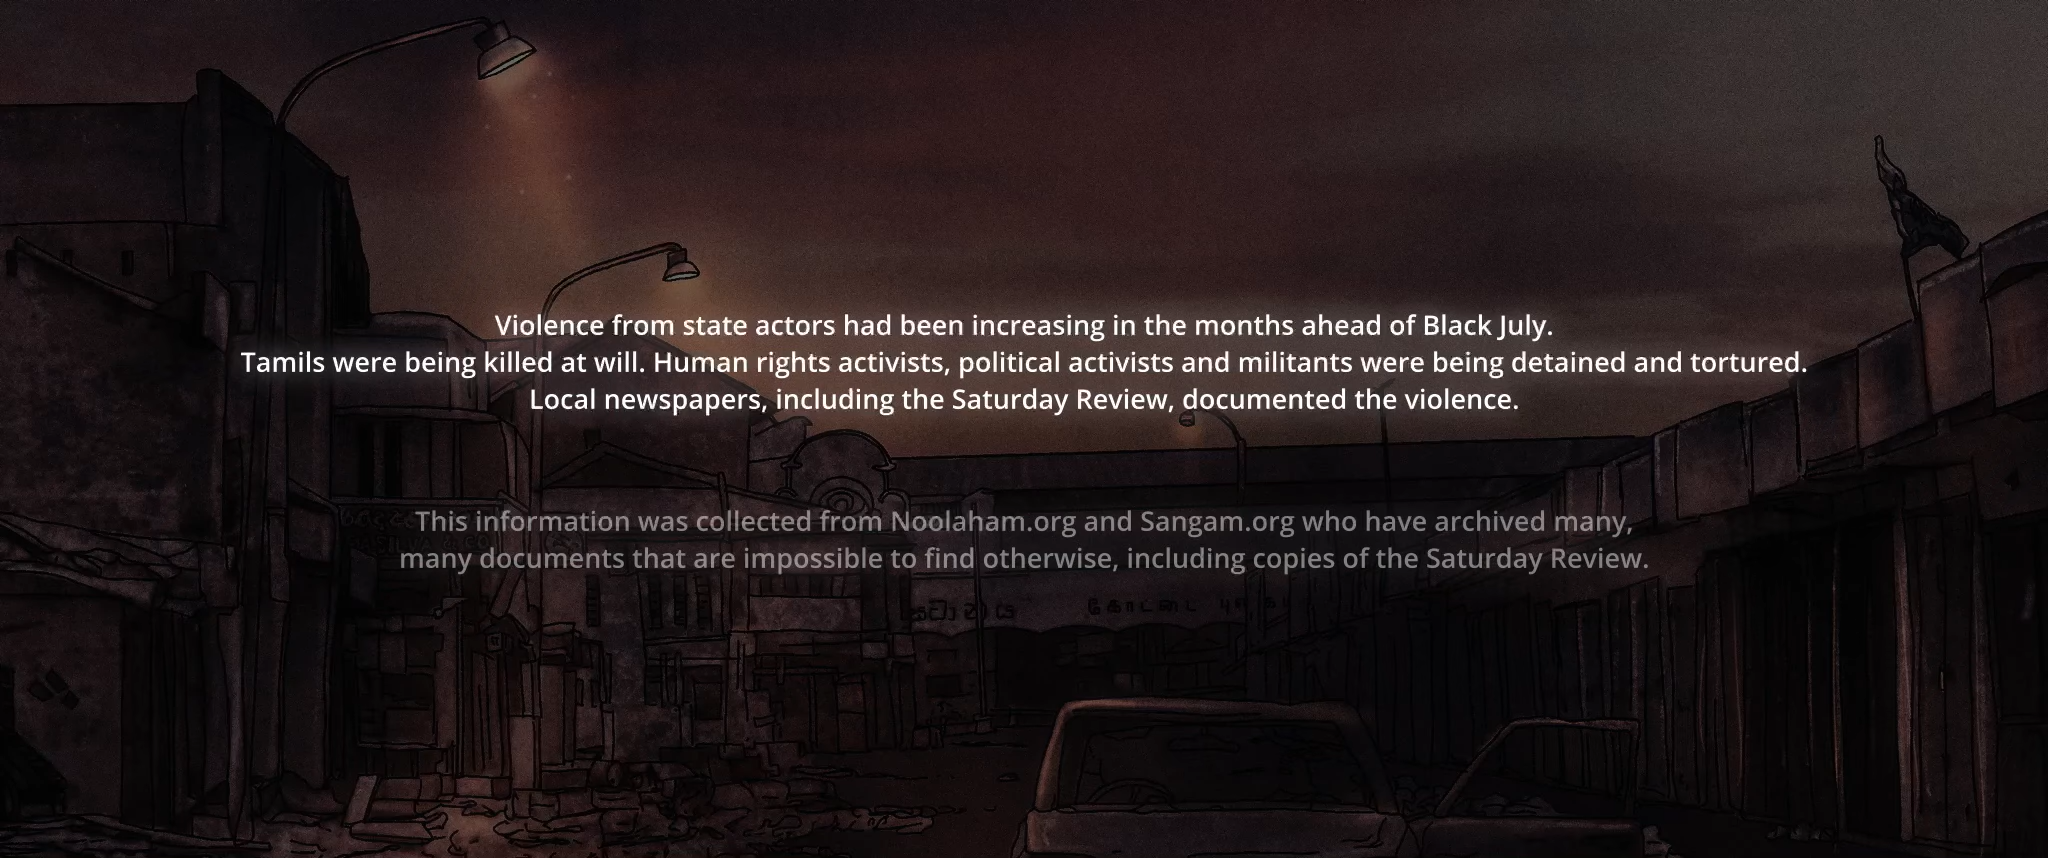 Violence from state actors had been increasing in the months ahead of Black July.
Tamils were being killed at will. Human rights activists, political activists and militants were being detained and tortured.
Local newspapers, including the Saturday Review, documented the violence.
This information was collected from Noolaham.org and Sangam.org who have archived many,
many documents that are impossible to find otherwise, including copies of the Saturday Review.
கோட்டை